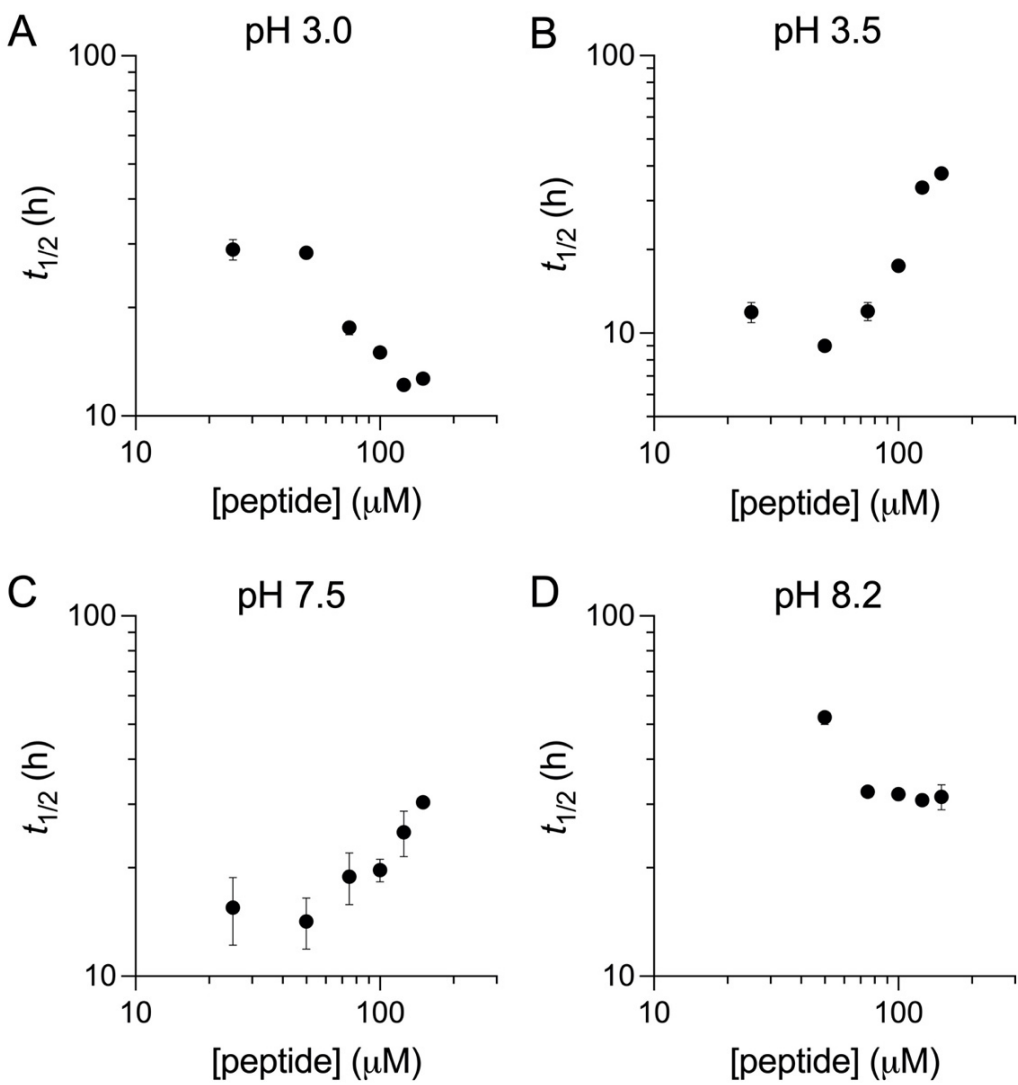 A
pH 3.0
100
10
t1/2 (h)
10
100
[peptide] (μM)
B
pH 3.5
100
10
t1/2 (h)
10
100
[peptide] (μM)
C
pH 7.5
100
10
t1/2 (h)
10
100
[peptide] (μM)
D
pH 8.2
100
10
t1/2 (h)
10
100
[peptide] (μM)